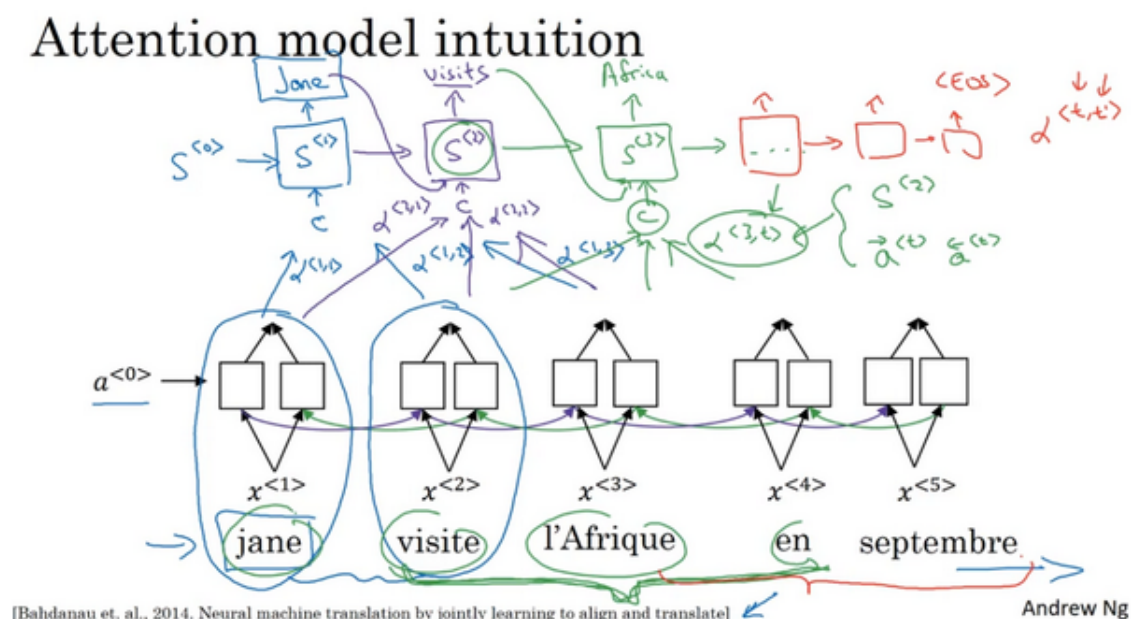 Attention model intuition
Jane visits Africa <EOS> α<t,t'>
S<0> S<1> S<2> S<3> ...
c α<2,1> c α<2,2> c α<3,t> S<2>
α<1,1> α<1,2> α<1,3> a<t> a<t>
a<0>
x<1> x<2> x<3> x<4> x<5>
jane visite l'Afrique en septembre
[Bahdanau et. al., 2014. Neural machine translation by jointly learning to align and translate] Andrew Ng